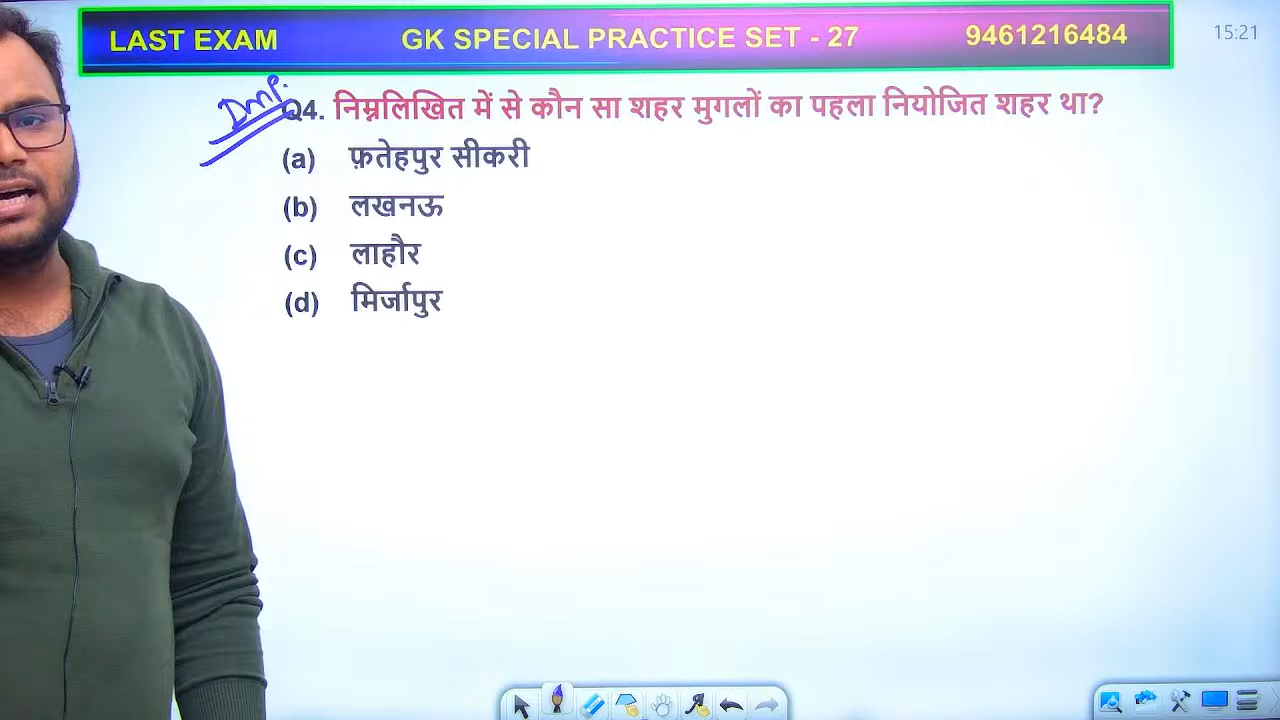 LAST EXAM GK SPECIAL PRACTICE SET - 27 9461216484
15:21
Imp.
Q4. निम्नलिखित में से कौन सा शहर मुगलों का पहला नियोजित शहर था?
(a) फ़तेहपुर सीकरी
(b) लखनऊ
(c) लाहौर
(d) मिर्जापुर